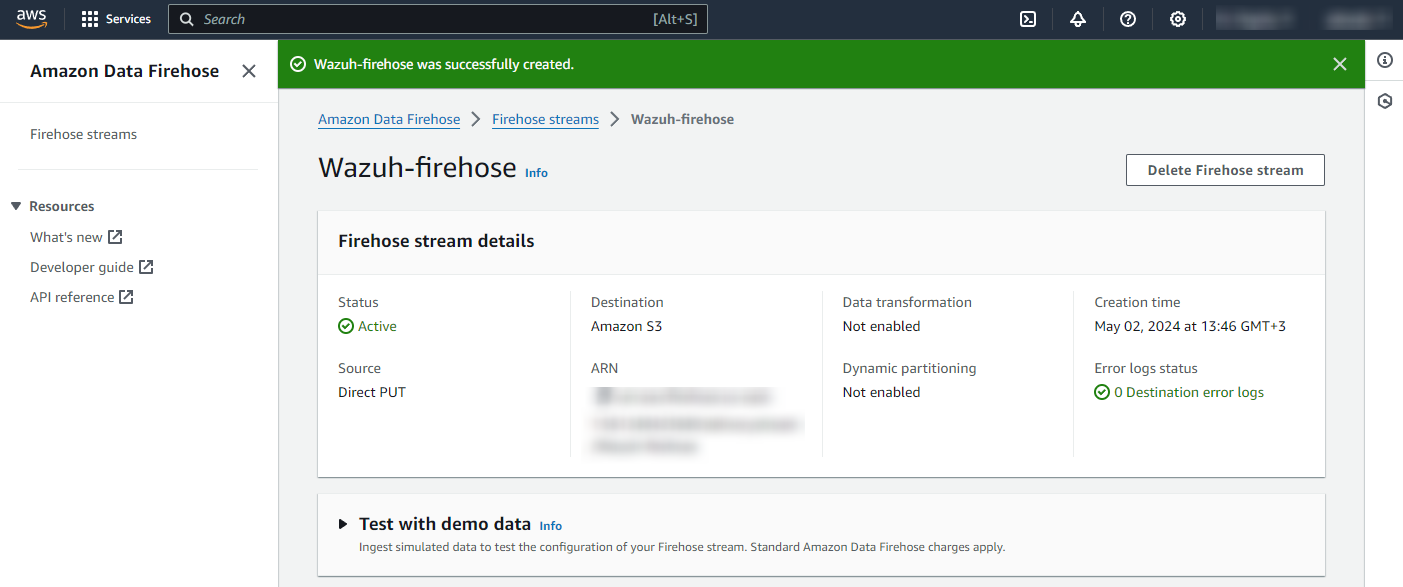 aws
Services
Search
[Alt+S]
Amazon Data Firehose
Firehose streams
Resources
What's new
Developer guide
API reference
Wazuh-firehose was successfully created.
Amazon Data Firehose > Firehose streams > Wazuh-firehose
Wazuh-firehose Info
Delete Firehose stream
Firehose stream details
Status
Active
Source
Direct PUT
Destination
Amazon S3
ARN
Data transformation
Not enabled
Dynamic partitioning
Not enabled
Creation time
May 02, 2024 at 13:46 GMT+3
Error logs status
0 Destination error logs
Test with demo data Info
Ingest simulated data to test the configuration of your Firehose stream. Standard Amazon Data Firehose charges apply.